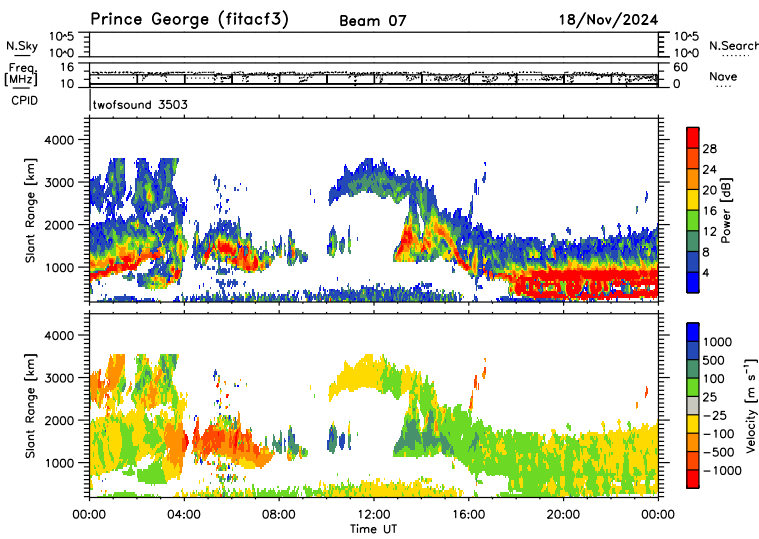 Prince George (fitacf3) Beam 07 18/Nov/2024
N.Sky 10^5 10^0 10^5 10^0 N.Search
Freq. [MHz] 16 10 60 0 Nave
CPID twofsound 3503
Slant Range [km] 4000 3000 2000 1000
Power [dB] 28 24 20 16 12 8 4
Slant Range [km] 4000 3000 2000 1000
Velocity [m s⁻¹] 1000 500 100 25 −25 −100 −500 −1000
00:00 04:00 08:00 12:00 16:00 20:00 00:00
Time UT